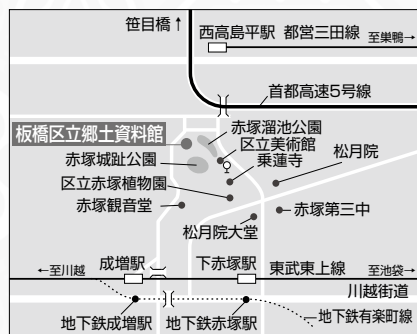 笹目橋↑
西高島平駅 都営三田線 至巣鴨→
首都高速5号線
板橋区立郷土資料館
赤塚溜池公園
区立美術館
赤塚城趾公園
乗蓮寺
松月院
区立赤塚植物園
赤塚観音堂
赤塚第三中
松月院大堂
←至川越
成増駅
下赤塚駅
東武東上線
至池袋→
川越街道
地下鉄成増駅
地下鉄赤塚駅
地下鉄有楽町線